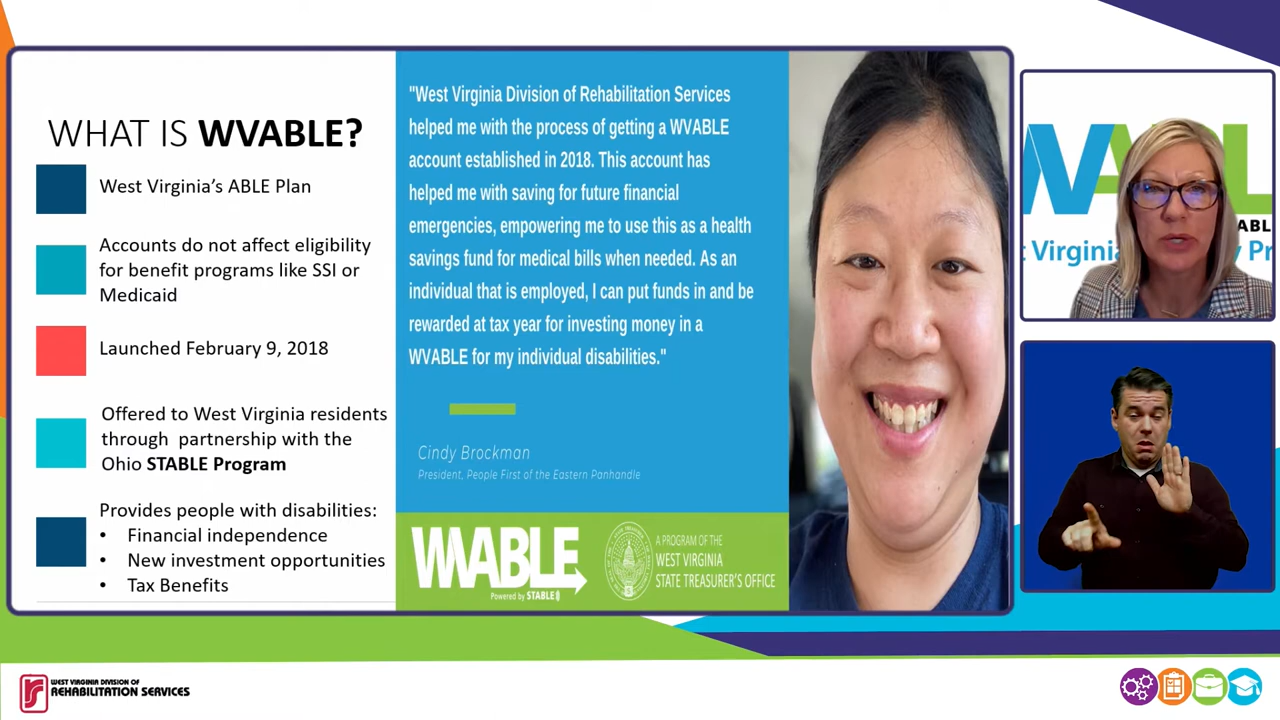 WHAT IS WVABLE?
West Virginia's ABLE Plan
Accounts do not affect eligibility
for benefit programs like SSI or
Medicaid
Launched February 9, 2018
Offered to West Virginia residents
through partnership with the
Ohio STABLE Program
Provides people with disabilities:
• Financial independence
• New investment opportunities
• Tax Benefits
"West Virginia Division of Rehabilitation Services
helped me with the process of getting a WVABLE
account established in 2018. This account has
helped me with saving for future financial
emergencies, empowering me to use this as a health
savings fund for medical bills when needed. As an
individual that is employed, I can put funds in and be
rewarded at tax year for investing money in a
WVABLE for my individual disabilities."
Cindy Brockman
President, People First of the Eastern Panhandle
WVABLE
Powered by STABLE
A PROGRAM OF THE
WEST VIRGINIA
STATE TREASURER'S OFFICE
WEST VIRGINIA DIVISION OF
REHABILITATION SERVICES